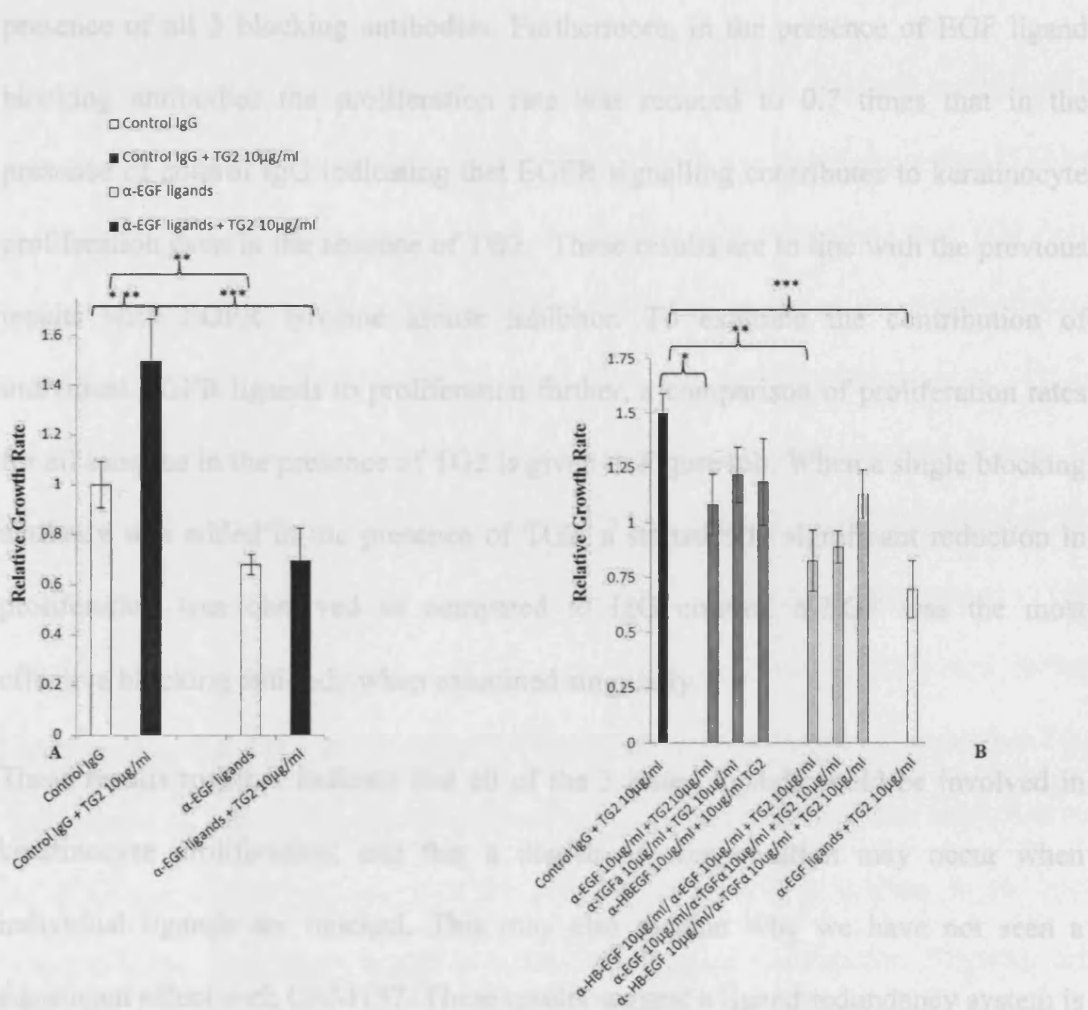 presence of all 3 blocking antibodies. Furthermore, in the presence of EGF ligand
blocking antibodies the proliferation rate was reduced to 0.7 times that in the
□ Control IgG
■ Control IgG + TG2 10µg/ml
presence of control IgG indicating that EGFR signalling contributes to keratinocyte
□ α-EGF ligands
■ α-EGF ligands + TG2 10µg/ml
proliferation even in the absence of TG2. These results are in line with the previous
results with EGFR tyrosine kinase inhibitor. To examine the contribution of
individual EGFR ligands to proliferation further, a comparison of proliferation rates
for all samples in the presence of TG2 is given in When a single blocking
was added in the presence of TG2 a significant reduction in
proliferation was observed as compared to IgG control was the most
effective blocking antibody when examined singularly
**
*** ***
Relative Growth Rate
1.6
1.4
1.2
1
0.8
0.6
0.4
0.2
0
Control IgG
Control IgG + TG2 10µg/ml
α-EGF ligands
α-EGF ligands +TG2 10µg/ml
A
***
**
*
Relative Growth Rate
1.75
1.5
1.25
1
0.75
0.5
0.25
0
Control IgG + TG2 10µg/ml
α-EGF 10µg/ml +TG210µg/ml
α-TGFα 10µg/ml + TG2 10µg/ml
α-HBEGF 10ug/ml + 10ug/mlTG2
α-HB-EGF 10µg/ml/ α-EGF 10µg/ml + TG2 10µg/ml
α-EGF 10µg/ml/α-TGFα 10µg/ml + TG2 10µg/ml
α-HB-EGF 10µg/ml/α-TGFα 10µg/ml + TG2 10µg/ml
α-EGF ligands + TG2 10µg/ml
B
These results together indicate that all of the 3 be involved in
keratinocyte proliferation, and that a may occur when
individual ligands are blocked. This may also why we have not seen a
significant effect with These results suggest a ligand redundancy system is